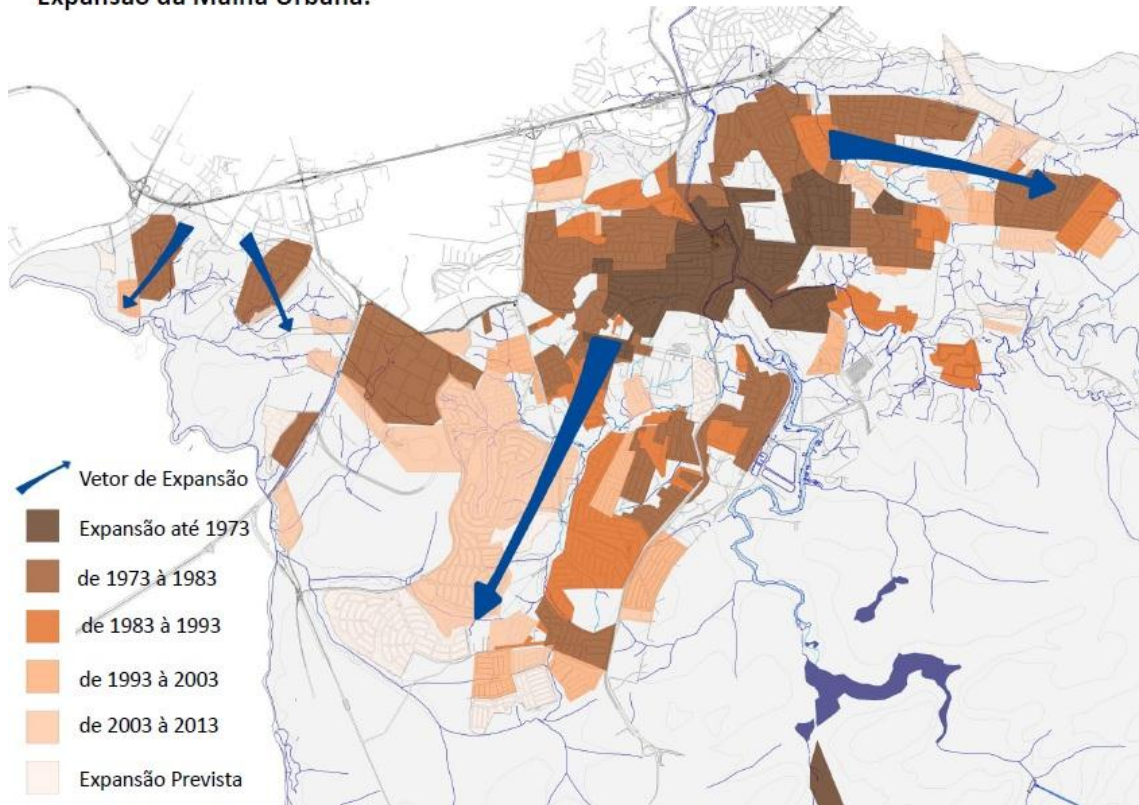 Expansão da Malha Urbana:
Vetor de Expansão
Expansão até 1973
de 1973 à 1983
de 1983 à 1993
de 1993 à 2003
de 2003 à 2013
Expansão Prevista